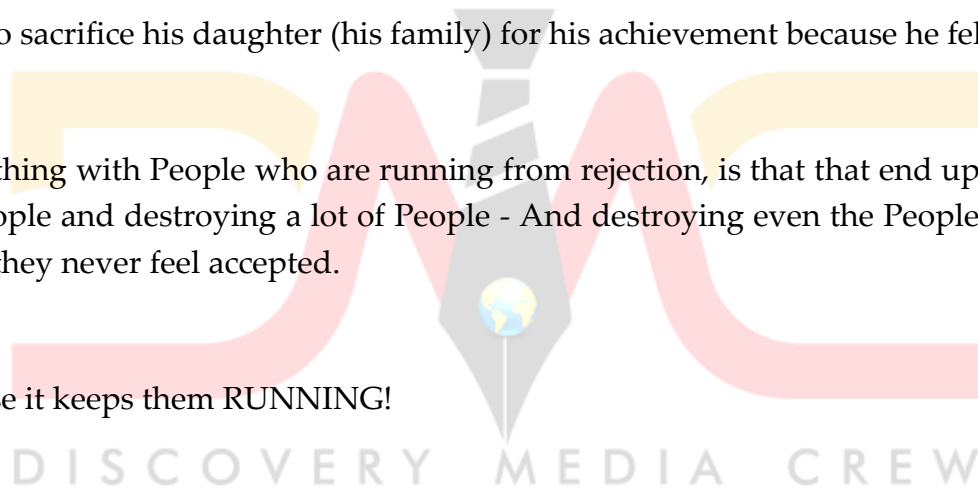 o sacrifice his daughter (his family) for his achievement because he fel
thing with People who are running from rejection, is that that end up
ople and destroying a lot of People - And destroying even the People
they never feel accepted.
se it keeps them RUNNING!
DISCOVERY MEDIA CREW